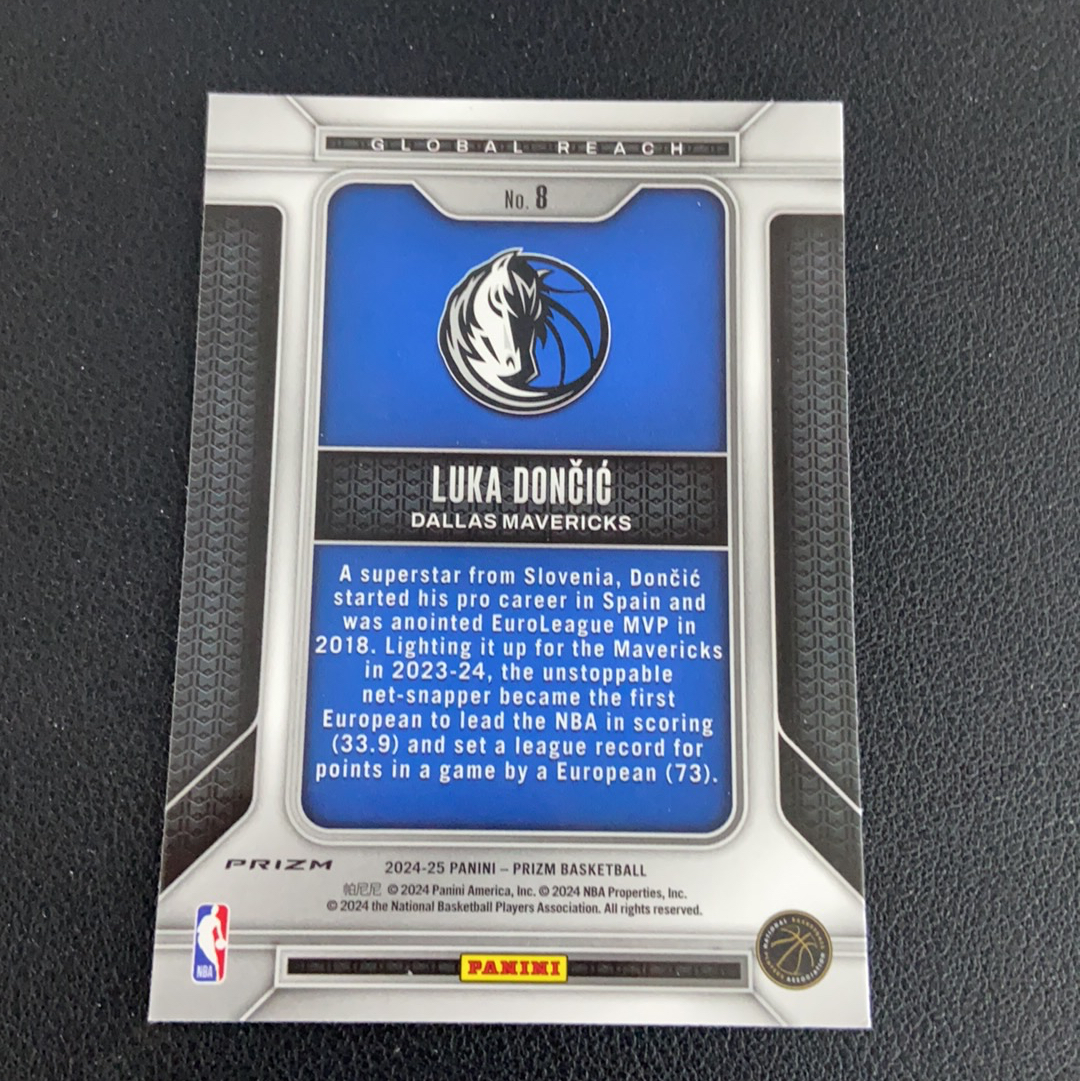 GLOBAL REACH
No. 8
LUKA DONČIĆ
DALLAS MAVERICKS
A superstar from Slovenia, Dončić
started his pro career in Spain and
was anointed EuroLeague MVP in
2018. Lighting it up for the Mavericks
in 2023-24, the unstoppable
net-snapper became the first
European to lead the NBA in scoring
(33.9) and set a league record for
points in a game by a European (73).
PRIZM
2024-25 PANINI – PRIZM BASKETBALL
帕尼尼 © 2024 Panini America, Inc. © 2024 NBA Properties, Inc.
© 2024 the National Basketball Players Association. All rights reserved.
NBA
PANINI
NATIONAL BASKETBALL PLAYERS ASSOCIATION